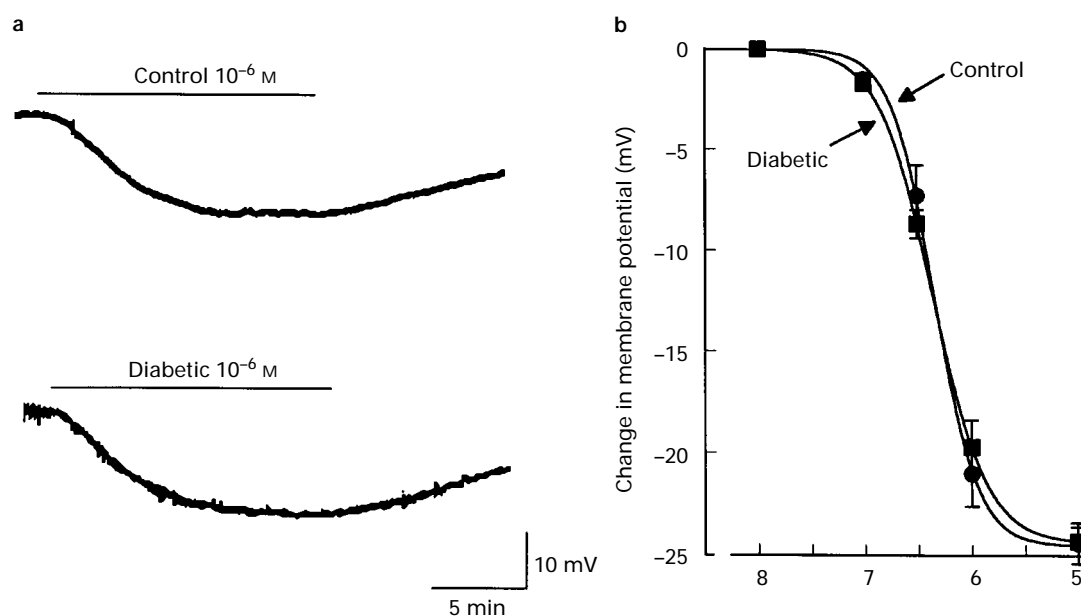 a
Control 10⁻⁶ M
Diabetic 10⁻⁶ M
10 mV
5 min
b
Change in membrane potential (mV)
0
−5
−10
−15
−20
−25
Control
Diabetic
8 7 6 5